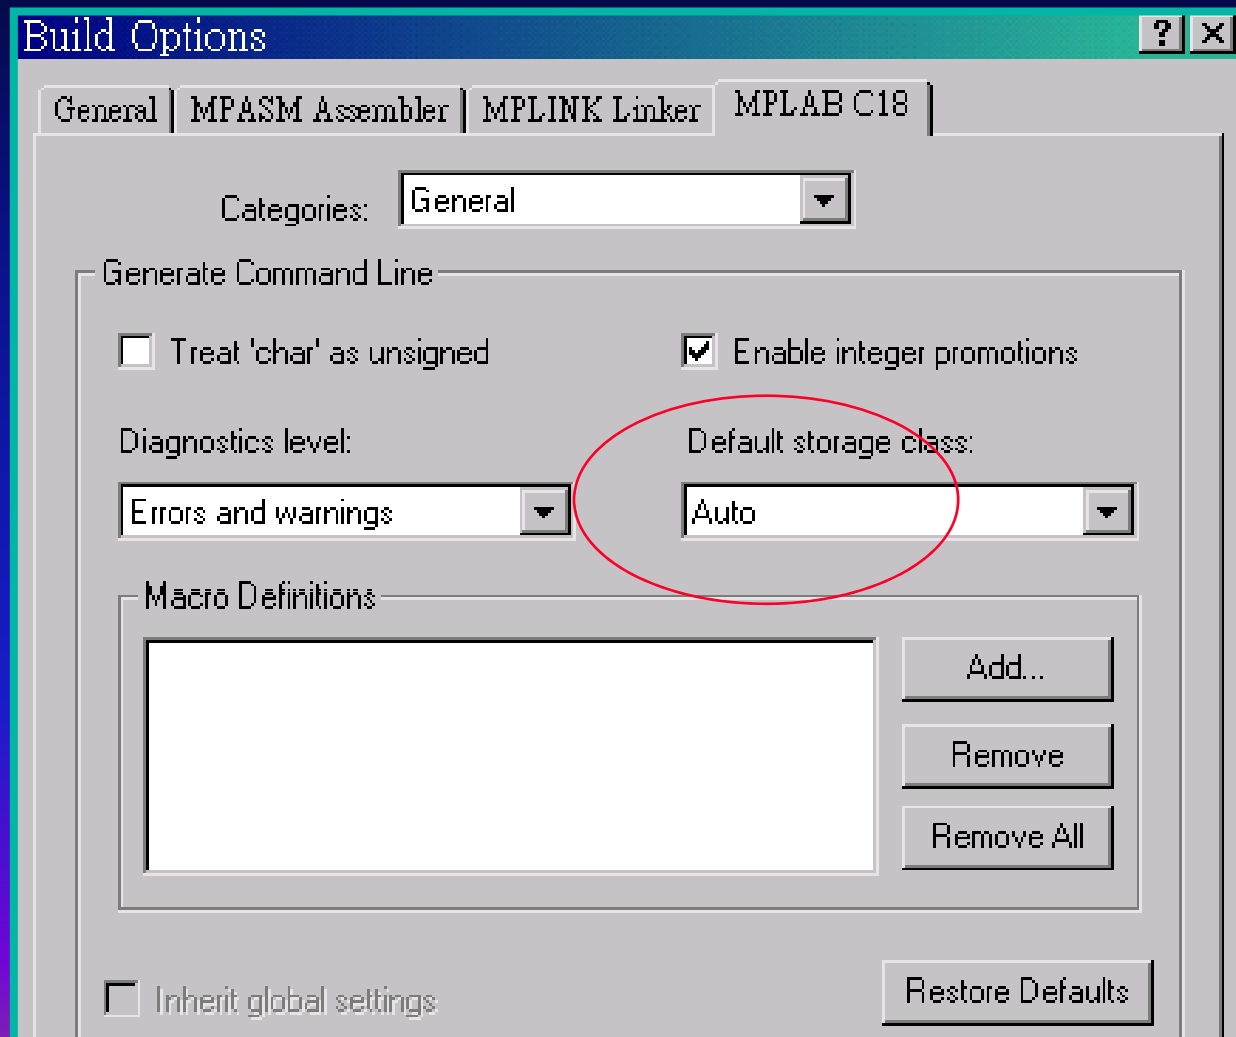 Build Options
General MPASM Assembler MPLINK Linker MPLAB C18
Categories: General
Generate Command Line
Treat 'char' as unsigned Enable integer promotions
Diagnostics level: Default storage class:
Errors and warnings Auto
Macro Definitions
Add...
Remove
Remove All
Inherit global settings Restore Defaults